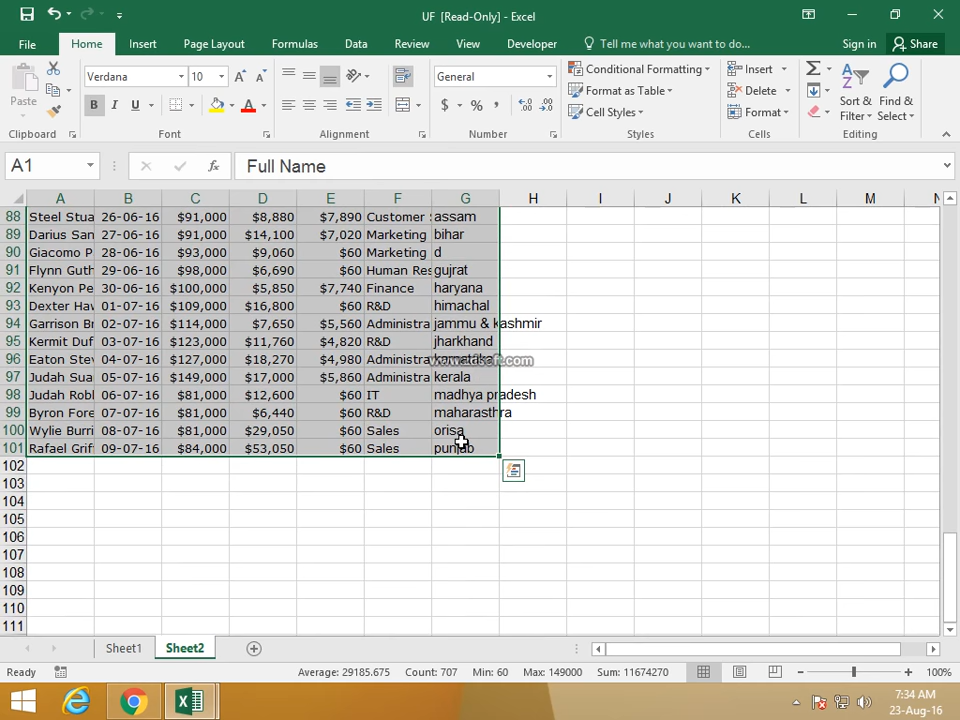 UF [Read-Only] - Excel
File Home Insert Page Layout Formulas Data Review View Developer Tell me what you want to do... Sign in Share
Verdana 10 General Conditional Formatting Insert
Format as Table Delete
Paste B I U A $ % , Cell Styles Format Sort & Filter Find & Select
Clipboard Font Alignment Number Styles Cells Editing
A1 fx Full Name
A B C D E F G H I J K L M N
88 Steel Stua 26-06-16 $91,000 $8,880 $7,890 Customer assam
89 Darius San 27-06-16 $91,000 $14,100 $7,020 Marketing bihar
90 Giacomo P 28-06-16 $93,000 $9,060 $60 Marketing d
91 Flynn Guth 29-06-16 $98,000 $6,690 $60 Human Res gujrat
92 Kenyon Pe 30-06-16 $100,000 $5,850 $7,740 Finance haryana
93 Dexter Haw 01-07-16 $109,000 $16,800 $60 R&D himachal
94 Garrison Br 02-07-16 $114,000 $7,650 $5,560 Administra jammu & kashmir
95 Kermit Duf 03-07-16 $123,000 $11,760 $4,820 R&D jharkhand
96 Eaton Stev 04-07-16 $127,000 $18,270 $4,980 Administra karnataka
97 Judah Sua 05-07-16 $149,000 $17,000 $5,860 Administra kerala
98 Judah Robl 06-07-16 $81,000 $12,600 $60 IT madhya pradesh
99 Byron Fore 07-07-16 $81,000 $6,440 $60 R&D maharasthra
100 Wylie Burri 08-07-16 $81,000 $29,050 $60 Sales orisa
101 Rafael Grif 09-07-16 $84,000 $53,050 $60 Sales punjab
102
103
104
105
106
107
108
109
110
111
Sheet1 Sheet2
Ready Average: 29185.675 Count: 707 Min: 60 Max: 149000 Sum: 11674270 100%
7:34 AM
23-Aug-16